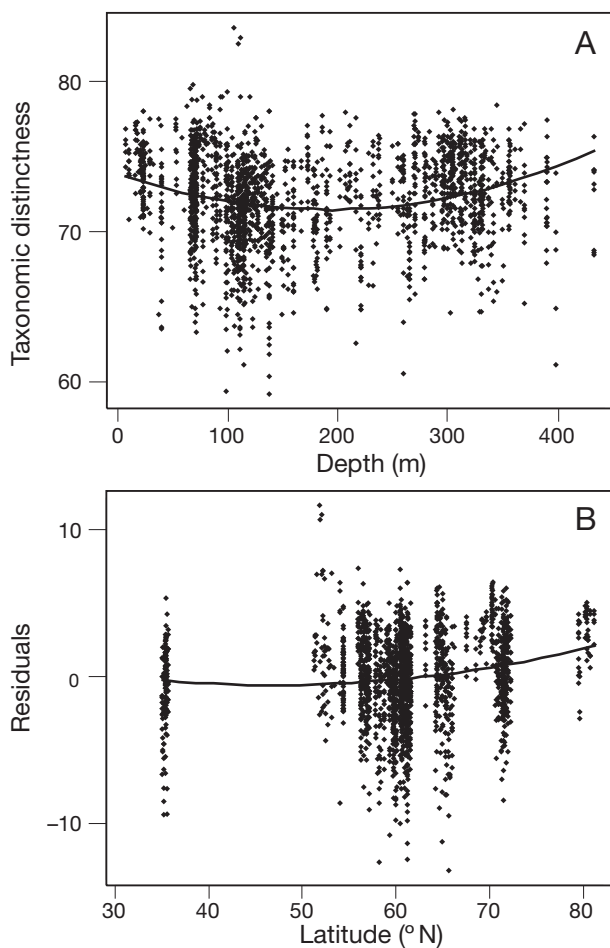 A
80
70
60
Taxonomic distinctness
0 100 200 300 400
Depth (m)
B
10
0
−10
Residuals
30 40 50 60 70 80
Latitude (° N)